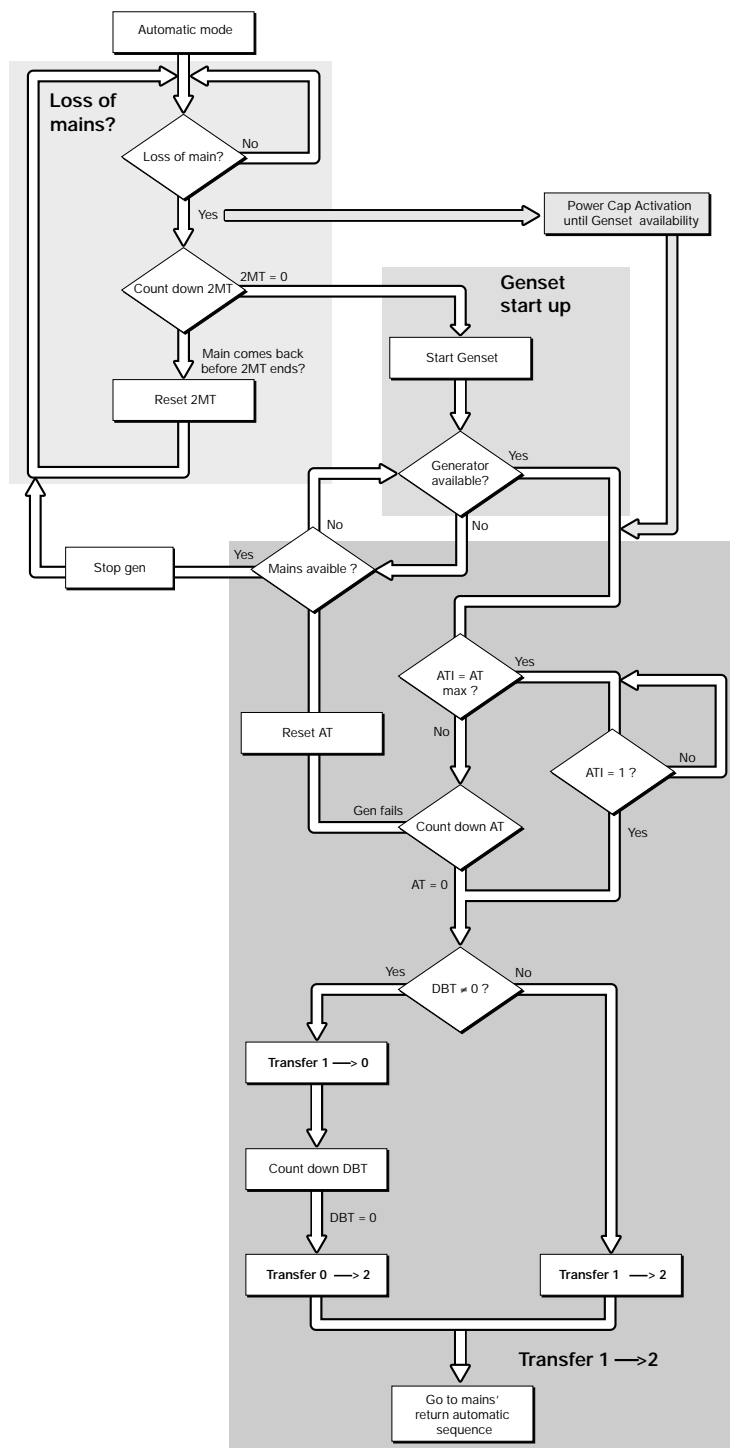 Automatic mode
Loss of
mains?
Loss of main?
No
Yes
Power Cap Activation
until Genset availability
Count down 2MT
2MT = 0
Genset
start up
Main comes back
before 2MT ends?
Start Genset
Reset 2MT
Generator
available?
Yes
No
No
Yes
Mains avaible ?
Stop gen
ATI = AT
max ?
Yes
No
Reset AT
ATI = 1 ?
No
Gen fails
Count down AT
Yes
AT = 0
Yes
DBT ≠ 0 ?
No
Transfer 1 —> 0
Count down DBT
DBT = 0
Transfer 0 —> 2
Transfer 1 —> 2
Transfer 1 —>2
Go to mains'
return automatic
sequence